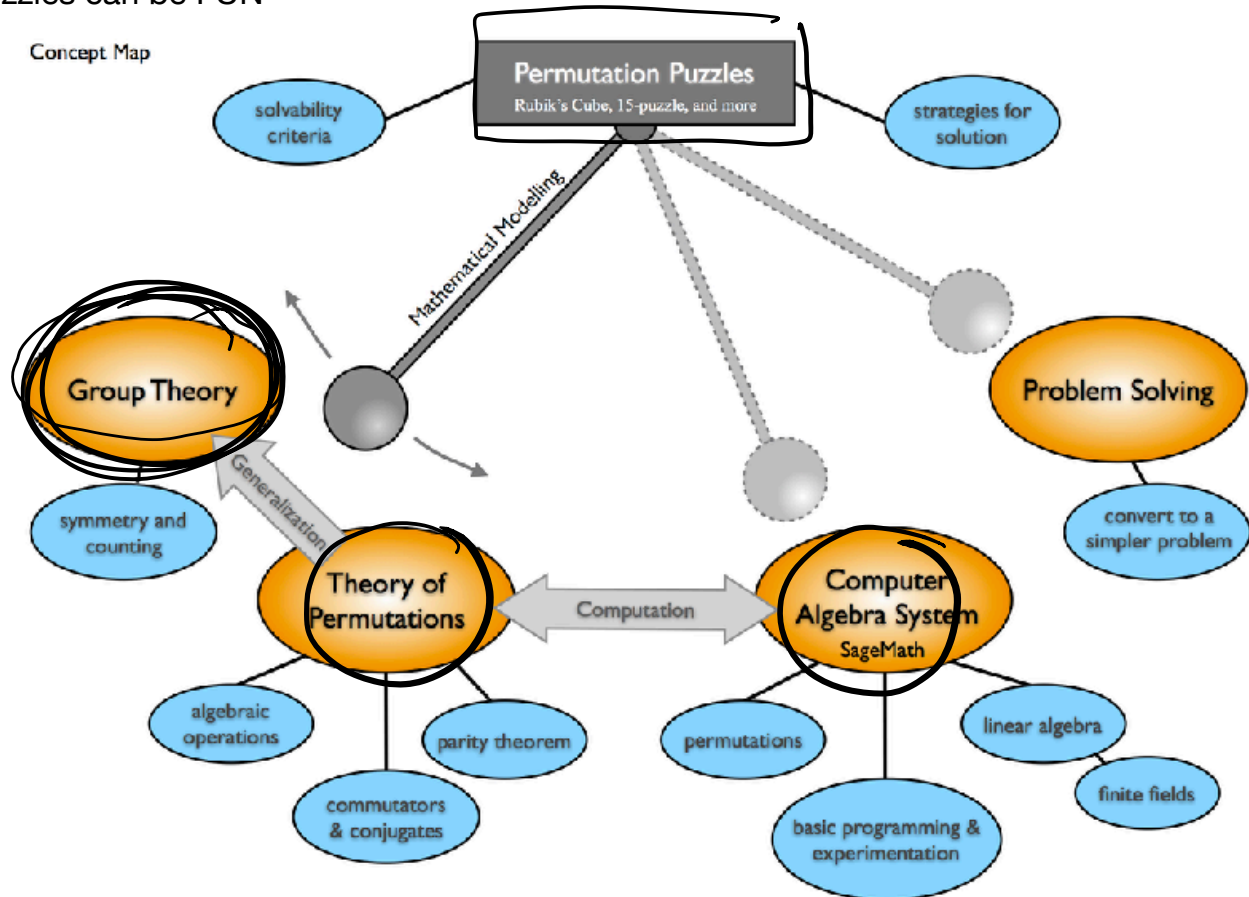 Concept Map
Permutation Puzzles
Rubik's Cube, 15-puzzle, and more
solvability
criteria
strategies for
solution
Mathematical Modelling
Group Theory
Problem Solving
Generalization
symmetry and
counting
convert to a
simpler problem
Theory of
Permutations
Computation
Computer
Algebra System
SageMath
algebraic
operations
parity theorem
commutators
& conjugates
permutations
linear algebra
finite fields
basic programming &
experimentation